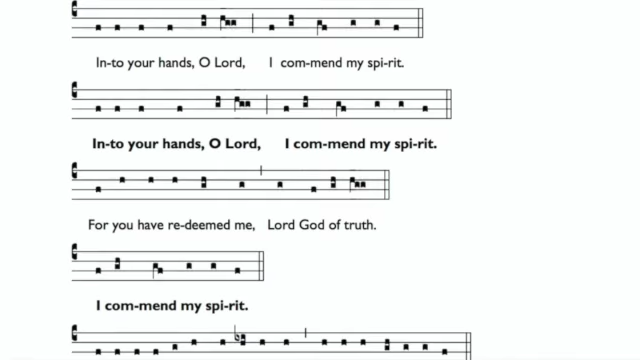 In-to your hands, O Lord, I com-mend my spi-rit.
In-to your hands, O Lord, I com-mend my spi-rit.
For you have re-deemed me, Lord God of truth.
I com-mend my spi-rit.